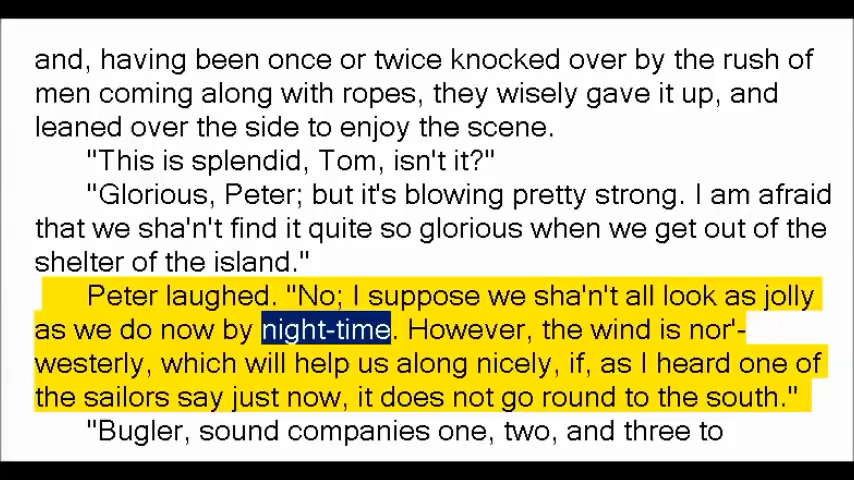 and, having been once or twice knocked over by the rush of
men coming along with ropes, they wisely gave it up, and
leaned over the side to enjoy the scene.
"This is splendid, Tom, isn't it?"
"Glorious, Peter; but it's blowing pretty strong. I am afraid
that we sha'n't find it quite so glorious when we get out of the
shelter of the island."
Peter laughed. "No; I suppose we sha'n't all look as jolly
as we do now by night-time. However, the wind is nor'-
westerly, which will help us along nicely, if, as I heard one of
the sailors say just now, it does not go round to the south."
"Bugler, sound companies one, two, and three to